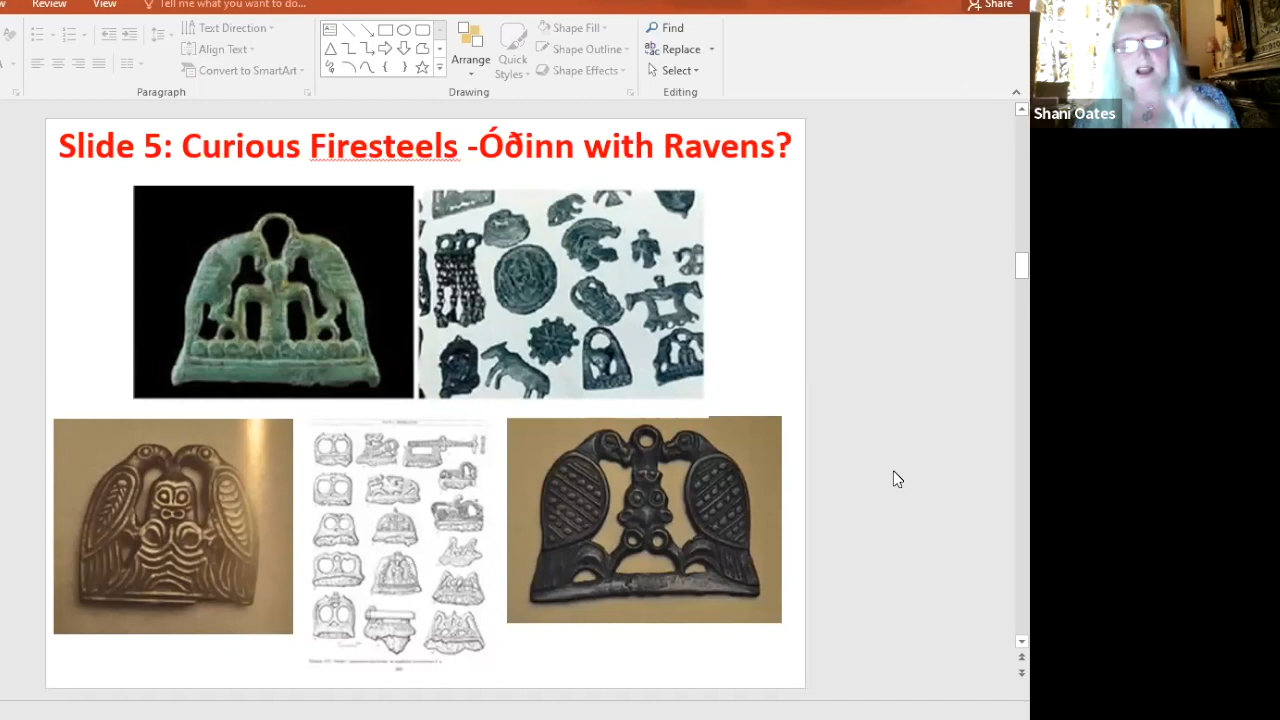 Review
View
Tell me what you want to do...
Share
Text Direction
Align Text
Convert to SmartArt
Paragraph
Arrange
Quick
Styles
Drawing
Shape Fill
Shape Outline
Shape Effects
Find
Replace
Select
Editing
Shani Oates
Slide 5: Curious Firesteels -Óðinn with Ravens?